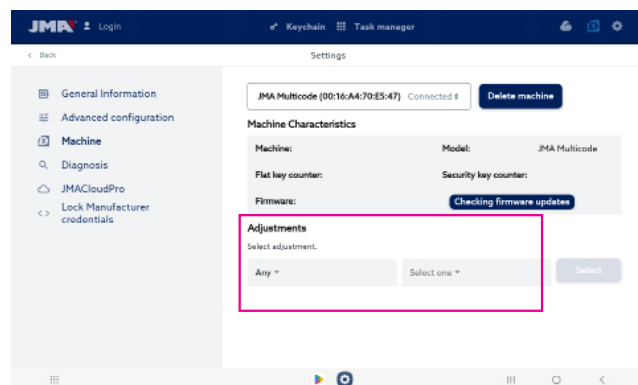 JMA Login Keychain Task manager
Back Settings
General Information
Advanced configuration
Machine
Diagnosis
JMACloudPro
Lock Manufacturer
credentials
JMA Multicode (00:16:A4:70:E5:47) Connected Delete machine
Machine Characteristics
Machine: Model: JMA Multicode
Flat key counter: Security key counter:
Firmware: Checking firmware updates
Adjustments
Select adjustment.
Any Select one Select